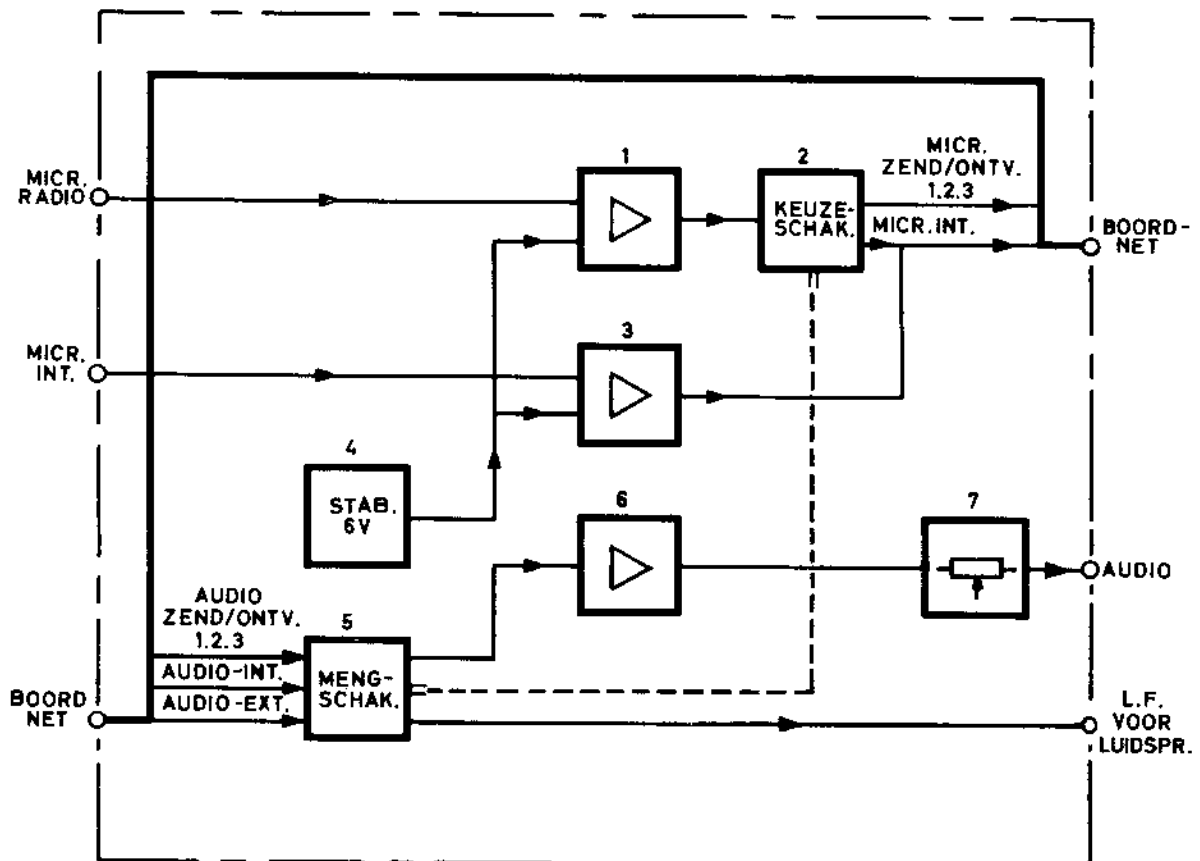 1
2
MICR.
ZEND/ONTV.
1.2.3
MICR.
RADIO
KEUZE-
SCHAK.
MICR.INT.
BOORD-
NET
3
MICR.
INT.
4
STAB.
6V
6
7
AUDIO
AUDIO
ZEND/ONTV.
1.2.3
5
AUDIO-INT.
AUDIO-EXT.
MENG-
SCHAK.
BOORD
NET
L.F.
VOOR
LUIDSPR.